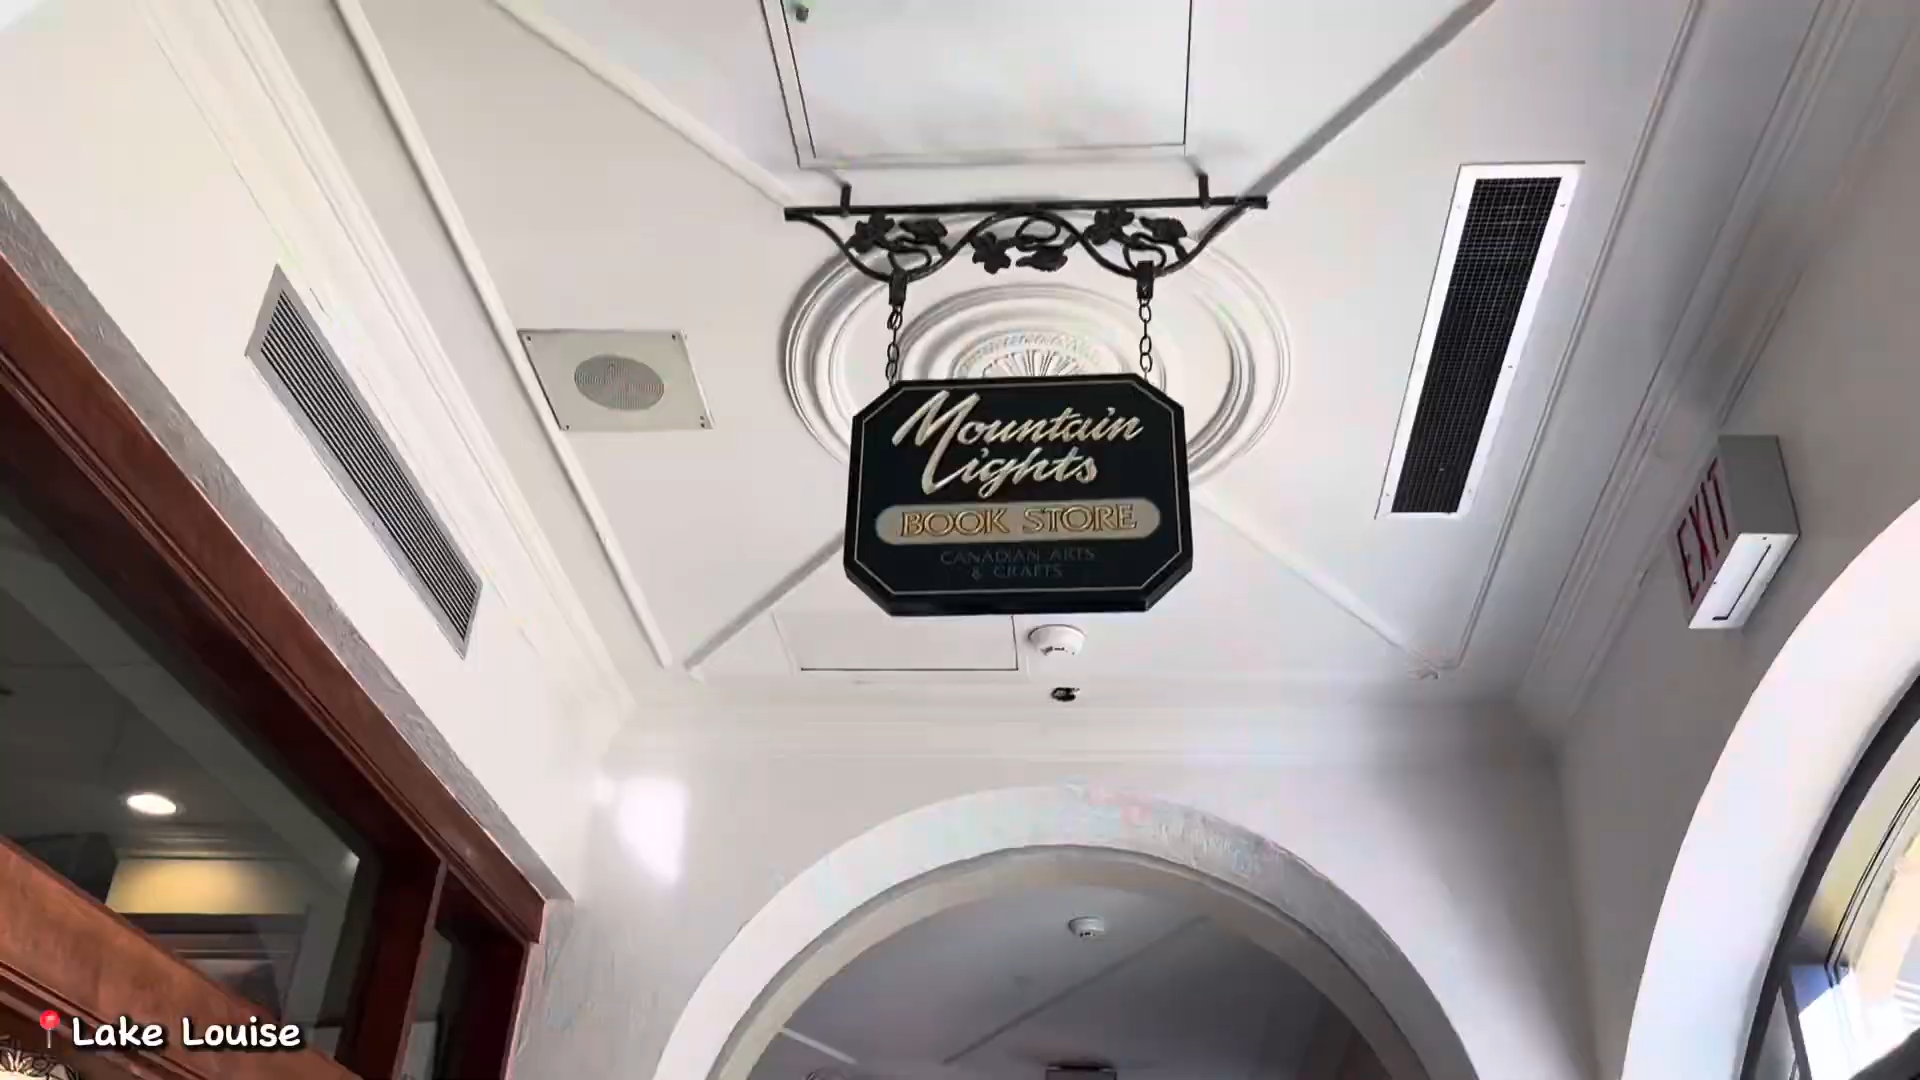 Mountain
Lights
BOOK STORE
CANADIAN ARTS
& CRAFTS
EXIT
Lake Louise